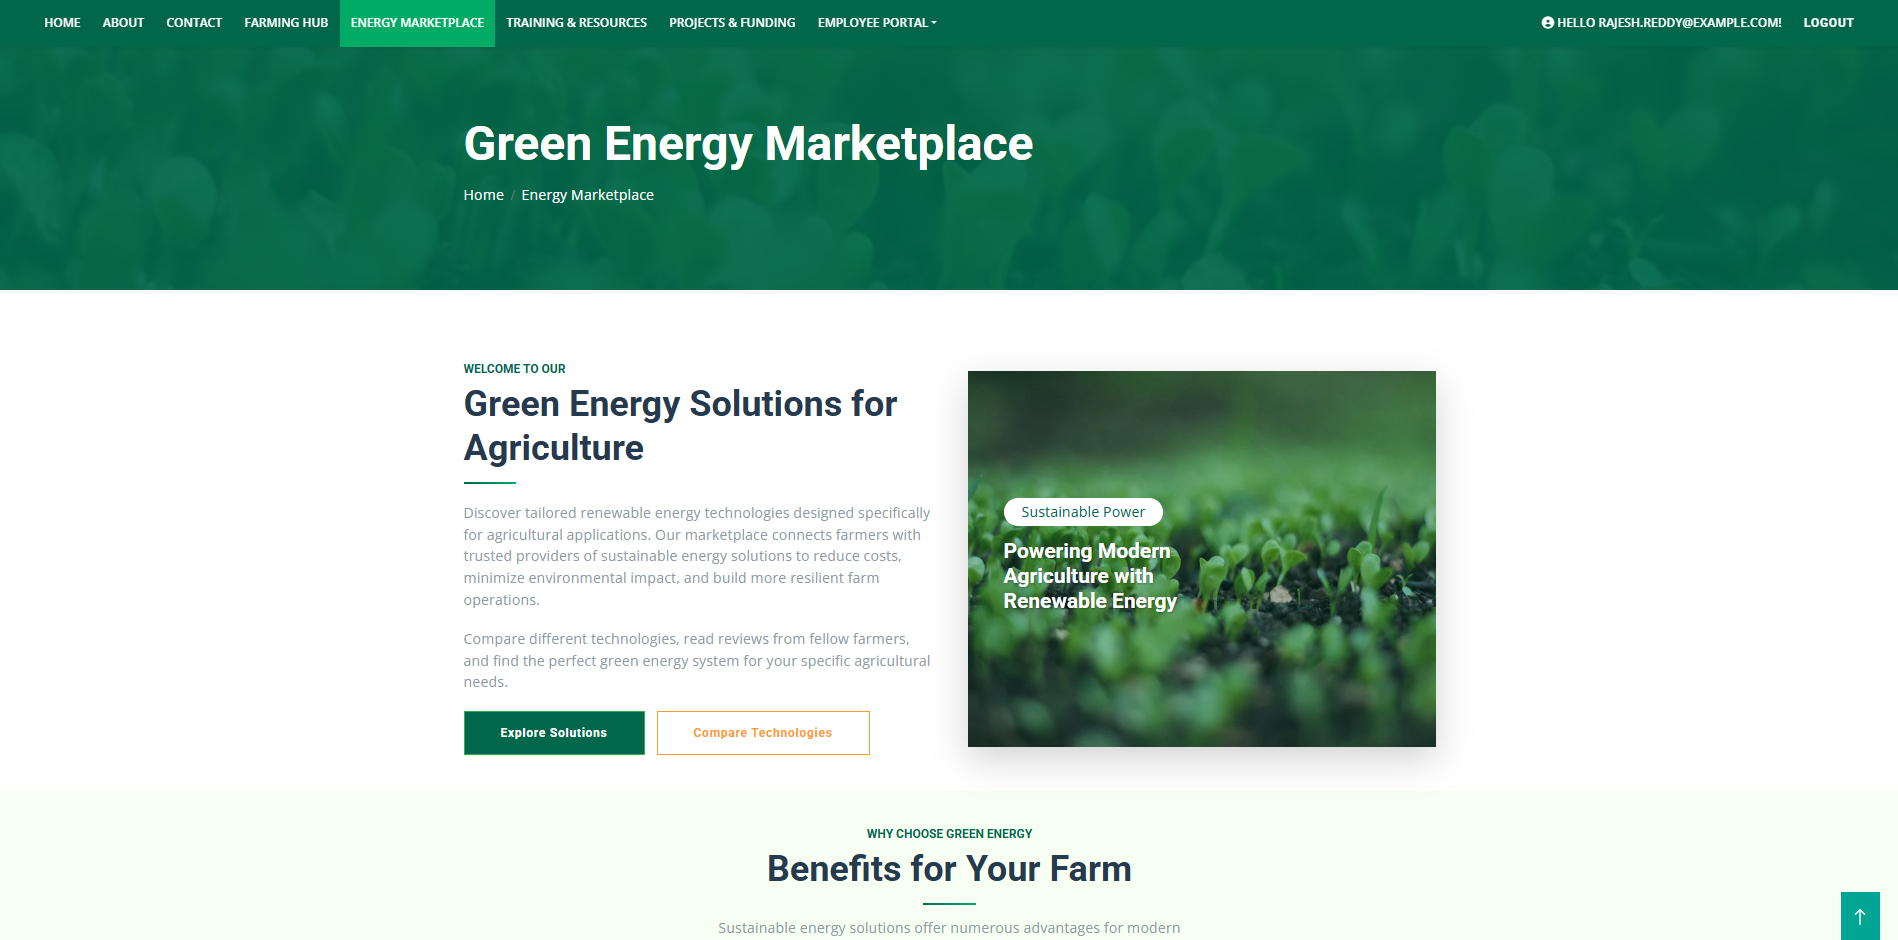 HOME ABOUT CONTACT FARMING HUB ENERGY MARKETPLACE TRAINING & RESOURCES PROJECTS & FUNDING EMPLOYEE PORTAL HELLO RAJESH.REDDY@EXAMPLE.COM! LOGOUT
Green Energy Marketplace
Home / Energy Marketplace
WELCOME TO OUR
Green Energy Solutions for
Agriculture
Discover tailored renewable energy technologies designed specifically
for agricultural applications. Our marketplace connects farmers with
trusted providers of sustainable energy solutions to reduce costs,
minimize environmental impact, and build more resilient farm
operations.
Compare different technologies, read reviews from fellow farmers,
and find the perfect green energy system for your specific agricultural
needs.
Explore Solutions Compare Technologies
Sustainable Power
Powering Modern
Agriculture with
Renewable Energy
WHY CHOOSE GREEN ENERGY
Benefits for Your Farm
Sustainable energy solutions offer numerous advantages for modern